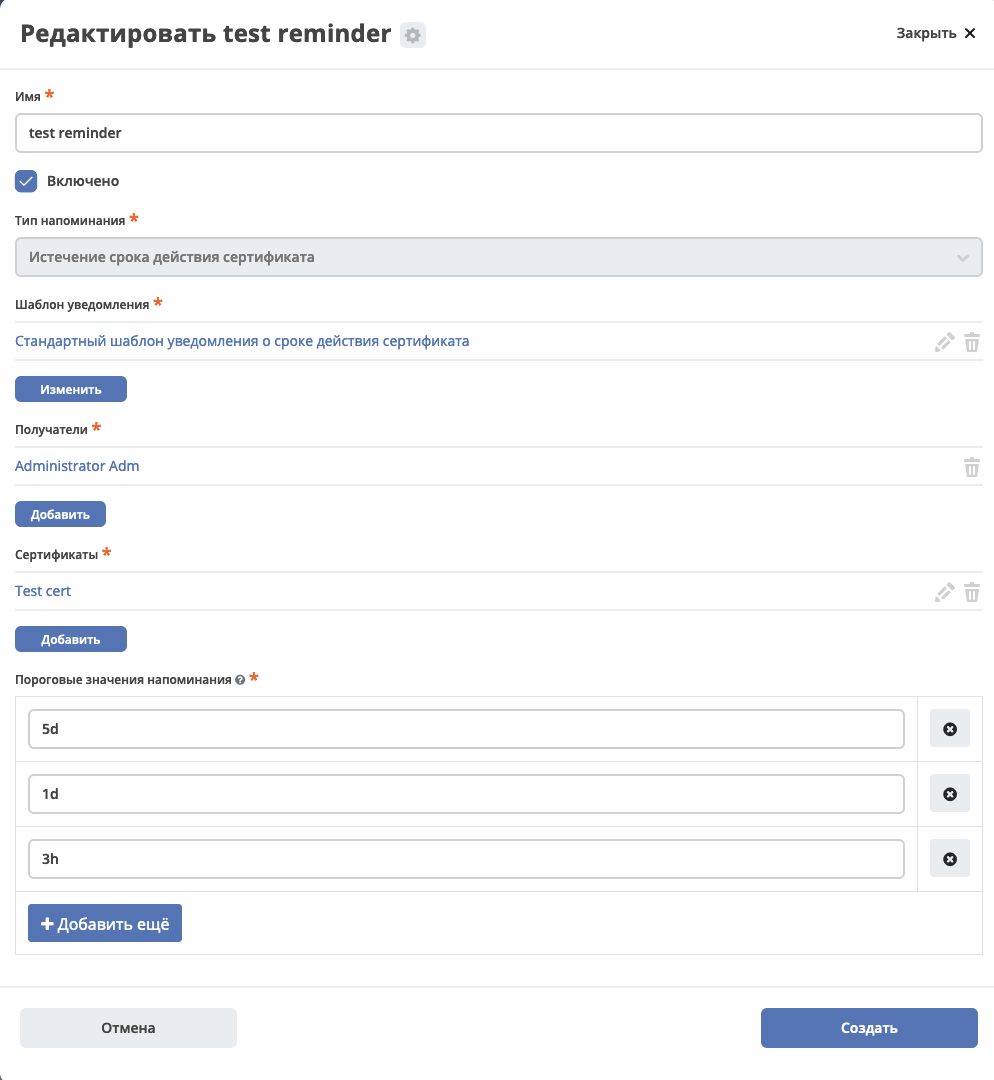 Редактировать test reminder
Закрыть
Имя *
test reminder
Включено
Тип напоминания *
Истечение срока действия сертификата
Шаблон уведомления *
Стандартный шаблон уведомления о сроке действия сертификата
Изменить
Получатели *
Administrator Adm
Добавить
Сертификаты *
Test cert
Добавить
Пороговые значения напоминания ? *
5d
1d
3h
+ Добавить ещё
Отмена
Создать